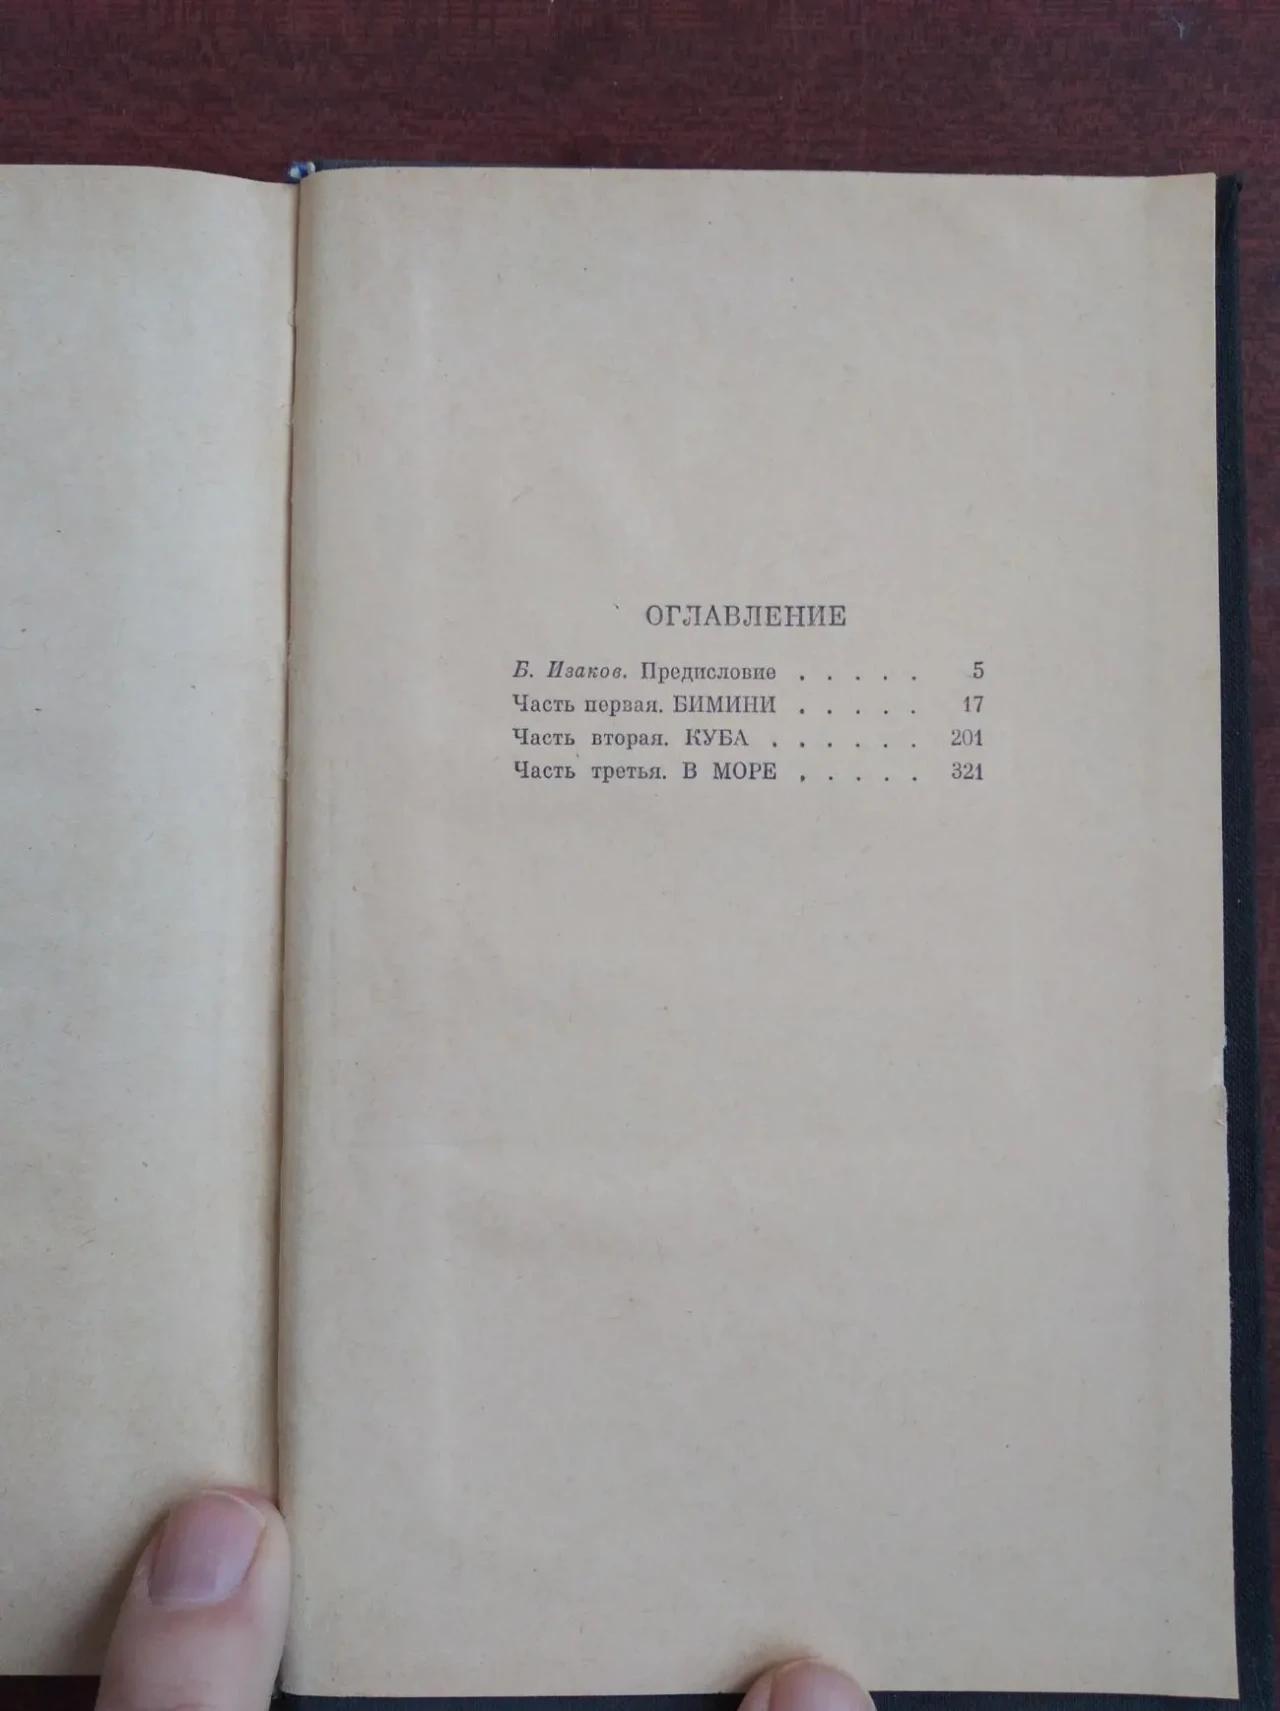 ОГЛАВЛЕНИЕ
Б. Изаков. Предисловие . . . . . 5
Часть первая. БИМИНИ . . . . . 17
Часть вторая. КУБА . . . . . . 201
Часть третья. В МОРЕ . . . . . 321